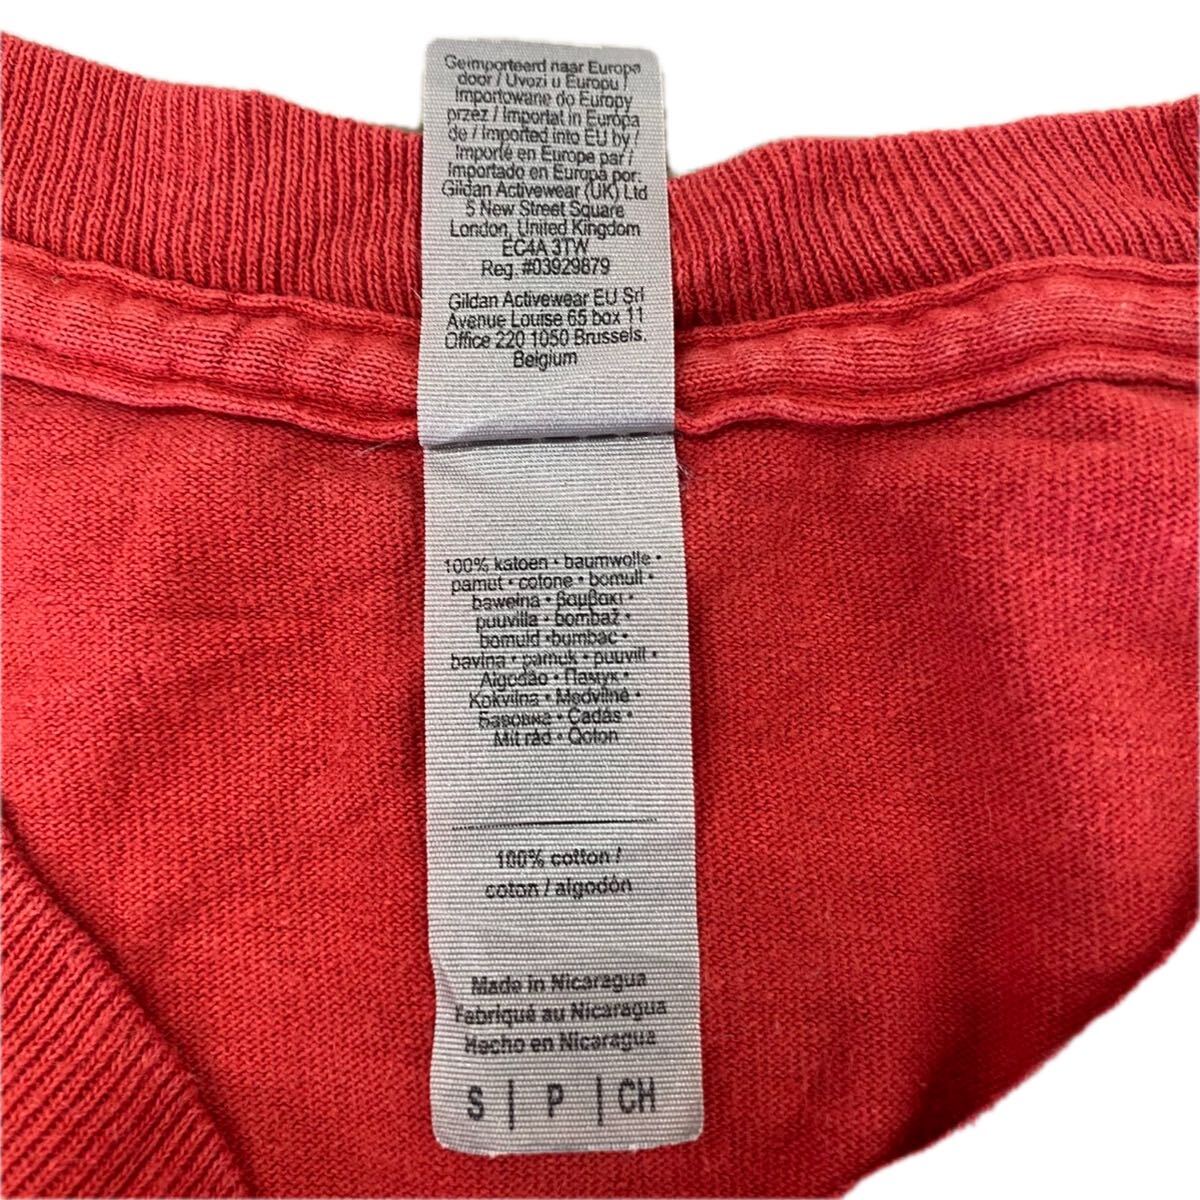 Geïmporteerd naar Europa
door / Uvozi u Europu /
Importowane do Europy
przez / Importat în Europa
de / Imported into EU by /
Importé en Europe par /
Importado en Europa por:
Gildan Activewear (UK) Ltd
5 New Street Square
London, United Kingdom
EC4A 3TW
Reg. #03929879
Gildan Activewear EU Srl
Avenue Louise 65 box 11
Office 220 1050 Brussels,
Belgium
100% katoen • baumwolle •
pamut • cotone • bomull •
bawełna • βαμβακι •
puuvilla • bombaž •
bomuld •bumbac •
bavlna • pamuk • puuvill •
Algodão • Памук •
Kokvilna • Medvilnė •
Бавовна • Cadás •
Mit rád • Qoton
100% cotton /
coton / algodón
Made in Nicaragua
Fabriqué au Nicaragua
Hecho en Nicaragua
S | P | CH